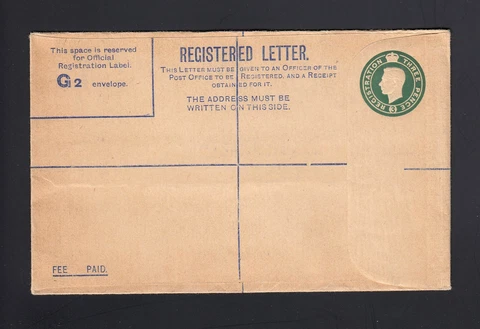 This space is reserved
for Official
Registration Label.
G2 envelope.
REGISTERED LETTER.
THIS LETTER MUST BE GIVEN TO AN OFFICER OF THE
POST OFFICE TO BE REGISTERED, AND A RECEIPT
OBTAINED FOR IT.
THE ADDRESS MUST BE
WRITTEN ON THIS SIDE.
REGISTRATION THREE PENCE
FEE PAID.